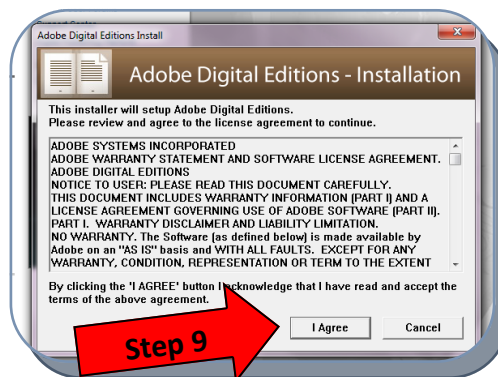 Adobe Digital Editions Install
Adobe Digital Editions - Installation
This installer will setup Adobe Digital Editions.
Please review and agree to the license agreement to continue.
ADOBE SYSTEMS INCORPORATED
ADOBE WARRANTY STATEMENT AND SOFTWARE LICENSE AGREEMENT.
ADOBE DIGITAL EDITIONS
NOTICE TO USER: PLEASE READ THIS DOCUMENT CAREFULLY.
THIS DOCUMENT INCLUDES WARRANTY INFORMATION (PART I) AND A
LICENSE AGREEMENT GOVERNING USE OF ADOBE SOFTWARE (PART II).
PART I.  WARRANTY DISCLAIMER AND LIABILITY LIMITATION.
NO WARRANTY. The Software (as defined below) is made available by
Adobe on an "AS IS" basis and WITH ALL FAULTS.  EXCEPT FOR ANY
WARRANTY, CONDITION, REPRESENTATION OR TERM TO THE EXTENT
By clicking the 'I AGREE' button I acknowledge that I have read and accept the
terms of the above agreement.
I Agree
Cancel
Step 9